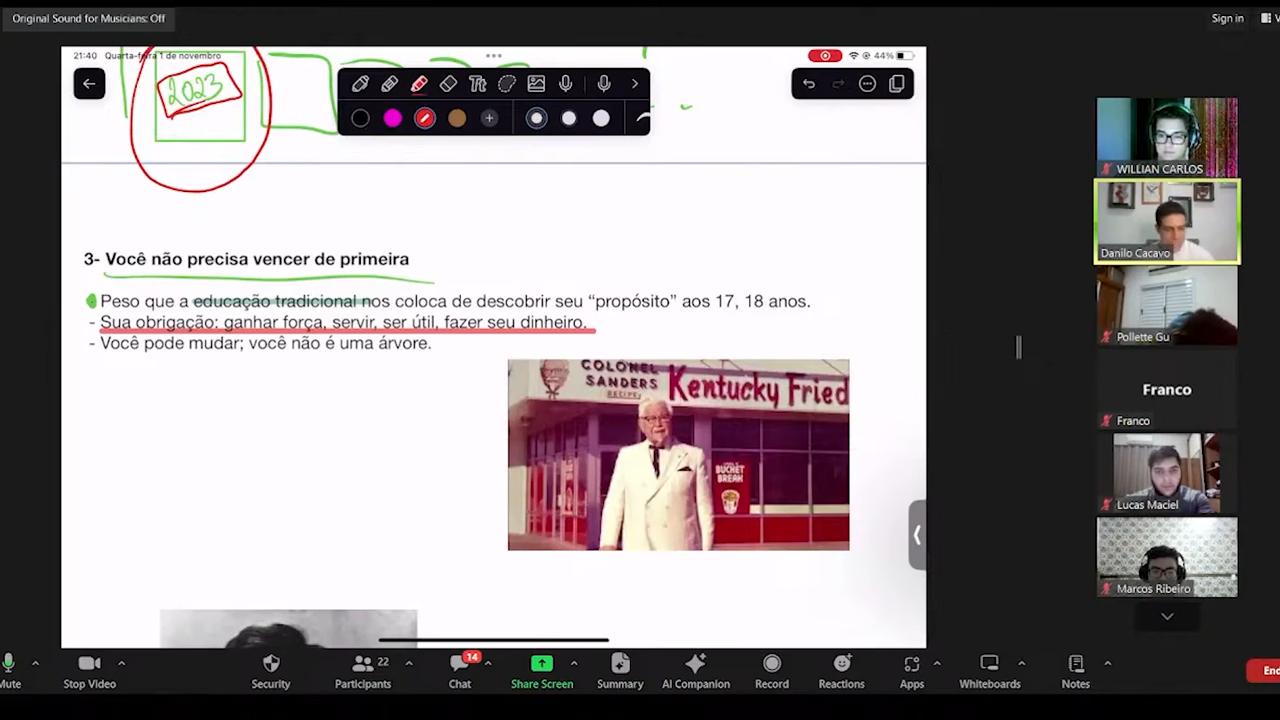 Original Sound for Musicians: Off
Sign in
21:40 Quarta-feira 1 de novembro
44%
2023
Tt
3- Você não precisa vencer de primeira
Peso que a educação tradicional nos coloca de descobrir seu “propósito” aos 17, 18 anos.
- Sua obrigação: ganhar força, servir, ser útil, fazer seu dinheiro.
- Você pode mudar; você não é uma árvore.
COLONEL
SANDERS
RECIPE
Kentucky Fried
BUCKET
BREAK
WILLIAN CARLOS
Danilo Cacavo
Pollette Gu
Franco
Franco
Lucas Maciel
Marcos Ribeiro
Mute
Stop Video
Security
22
Participants
14
Chat
Share Screen
Summary
AI Companion
Record
Reactions
Apps
Whiteboards
Notes
End